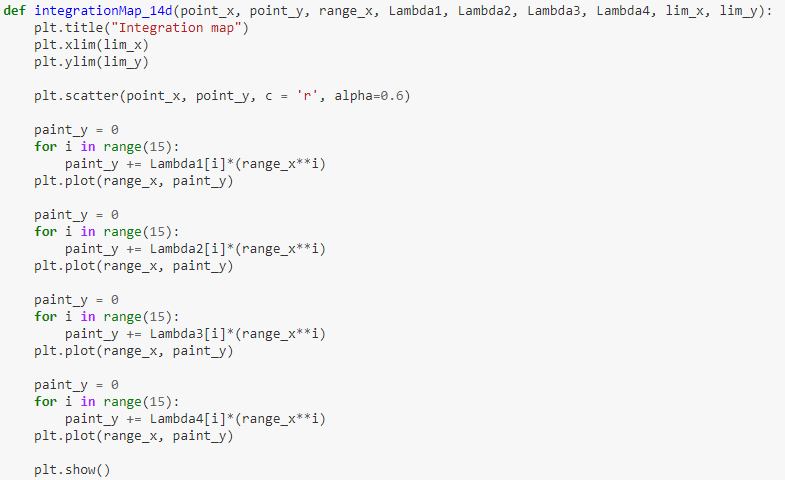 def integrationMap_14d(point_x, point_y, range_x, Lambda1, Lambda2, Lambda3, Lambda4, lim_x, lim_y):
    plt.title("Integration map")
    plt.xlim(lim_x)
    plt.ylim(lim_y)

    plt.scatter(point_x, point_y, c = 'r', alpha=0.6)

    paint_y = 0
    for i in range(15):
        paint_y += Lambda1[i]*(range_x**i)
    plt.plot(range_x, paint_y)

    paint_y = 0
    for i in range(15):
        paint_y += Lambda2[i]*(range_x**i)
    plt.plot(range_x, paint_y)

    paint_y = 0
    for i in range(15):
        paint_y += Lambda3[i]*(range_x**i)
    plt.plot(range_x, paint_y)

    paint_y = 0
    for i in range(15):
        paint_y += Lambda4[i]*(range_x**i)
    plt.plot(range_x, paint_y)

    plt.show()